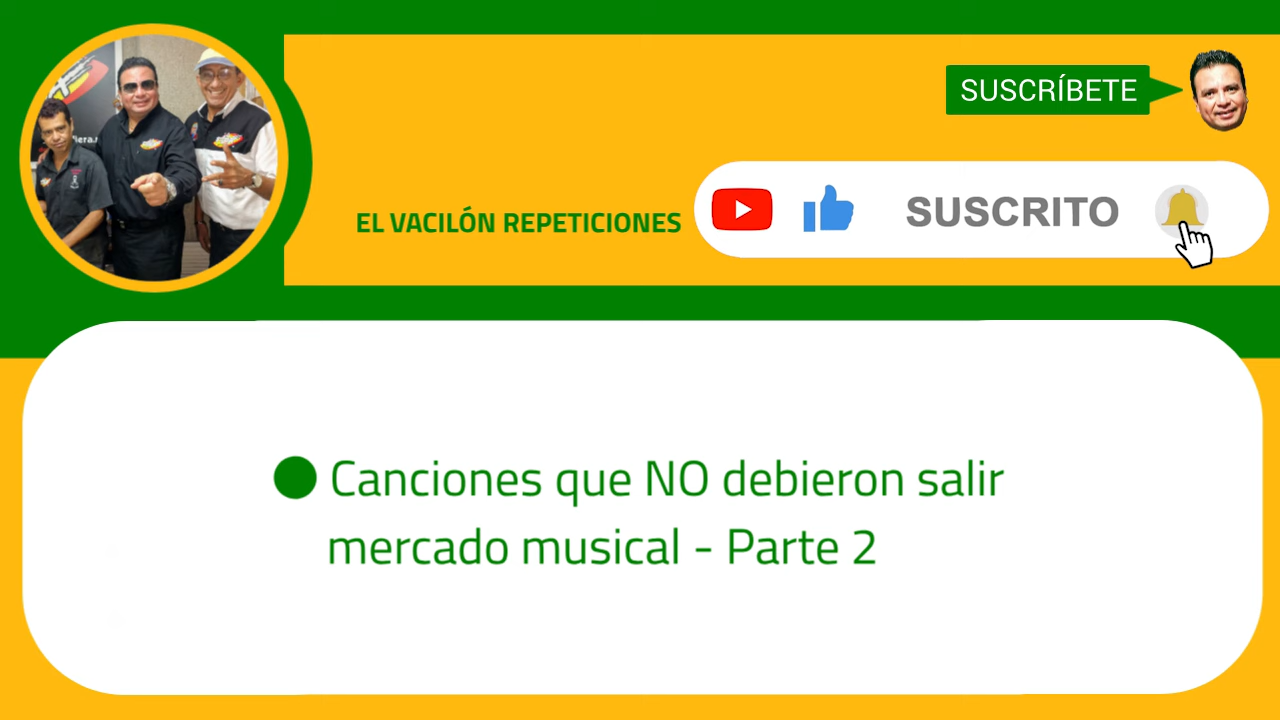 SUSCRÍBETE
EL VACILÓN REPETICIONES
SUSCRITO
Canciones que NO debieron salir
mercado musical - Parte 2